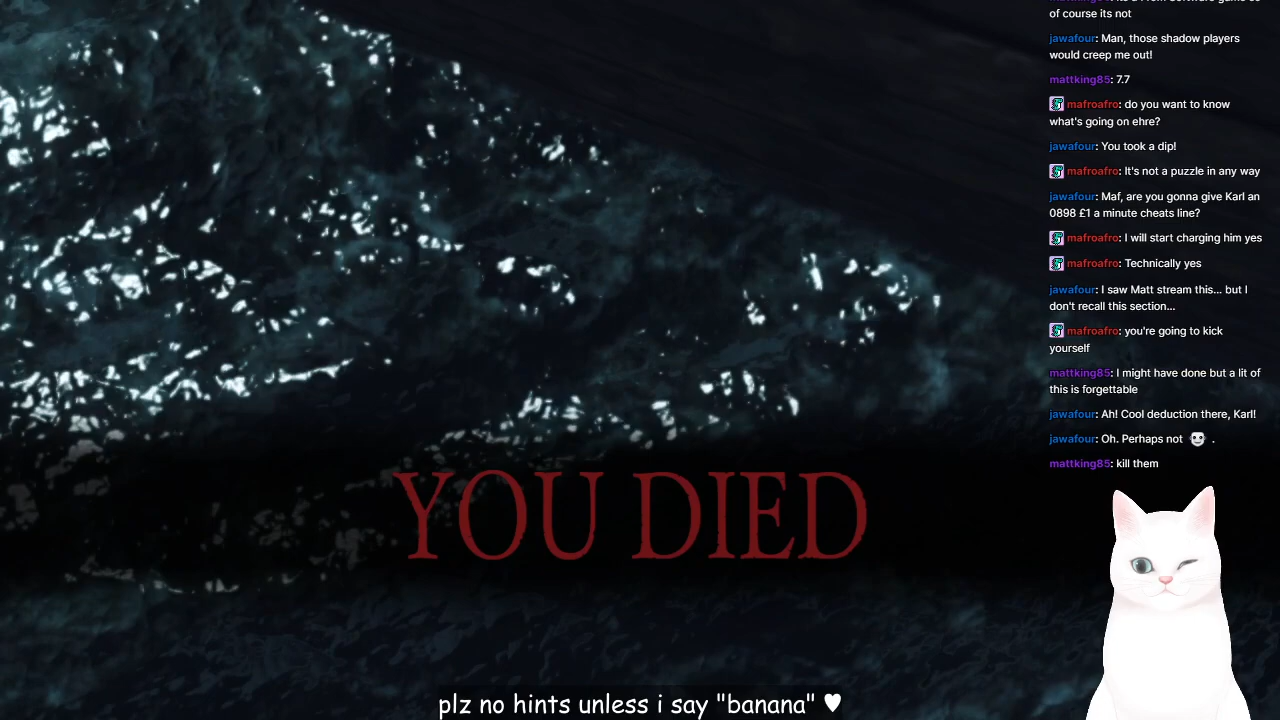 of course its not
jawafour: Man, those shadow players
would creep me out!
mattking85: 7.7
mafroafro: do you want to know
what's going on ehre?
jawafour: You took a dip!
mafroafro: It's not a puzzle in any way
jawafour: Maf, are you gonna give Karl an
0898 £1 a minute cheats line?
mafroafro: I will start charging him yes
mafroafro: Technically yes
jawafour: I saw Matt stream this... but I
don't recall this section...
mafroafro: you're going to kick
yourself
mattking85: I might have done but a lit of
this is forgettable
jawafour: Ah! Cool deduction there, Karl!
jawafour: Oh. Perhaps not 💀 .
mattking85: kill them
YOU DIED
plz no hints unless i say "banana" ♥